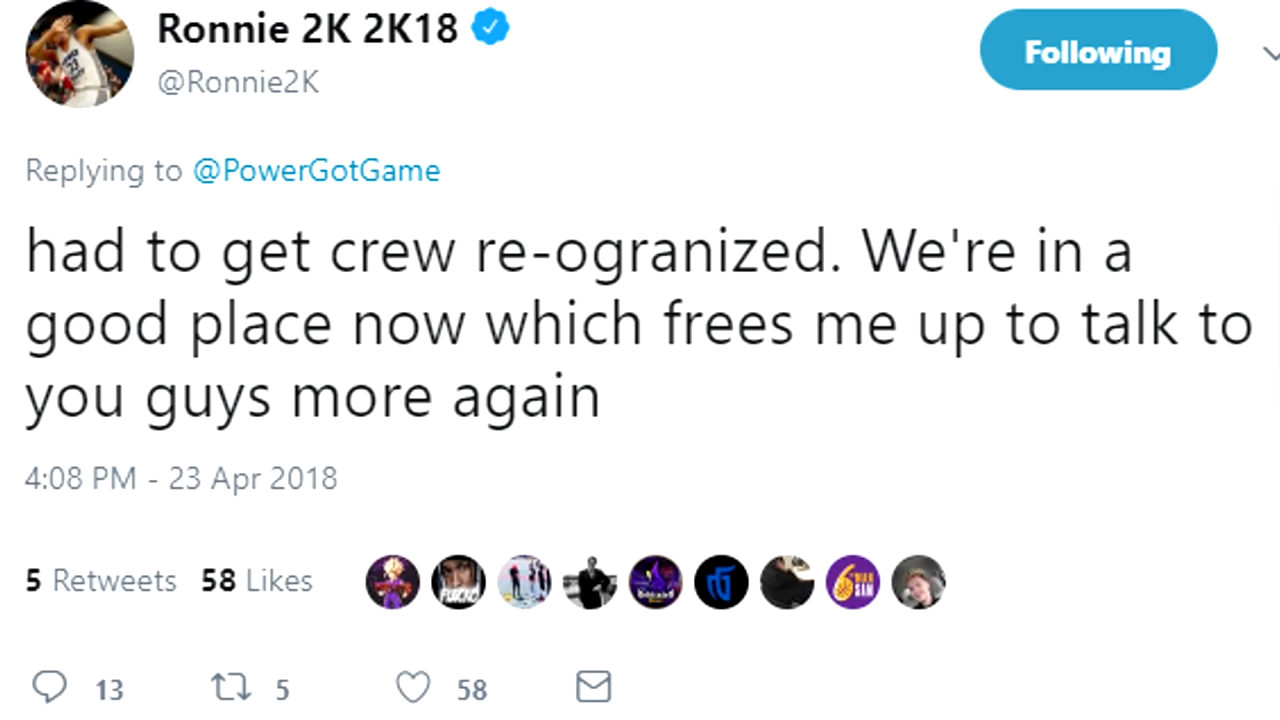 Ronnie 2K 2K18
Following
@Ronnie2K
Replying to @PowerGotGame
had to get crew re-ogranized. We're in a
good place now which frees me up to talk to
you guys more again
4:08 PM - 23 Apr 2018
5 Retweets 58 Likes
13 5 58